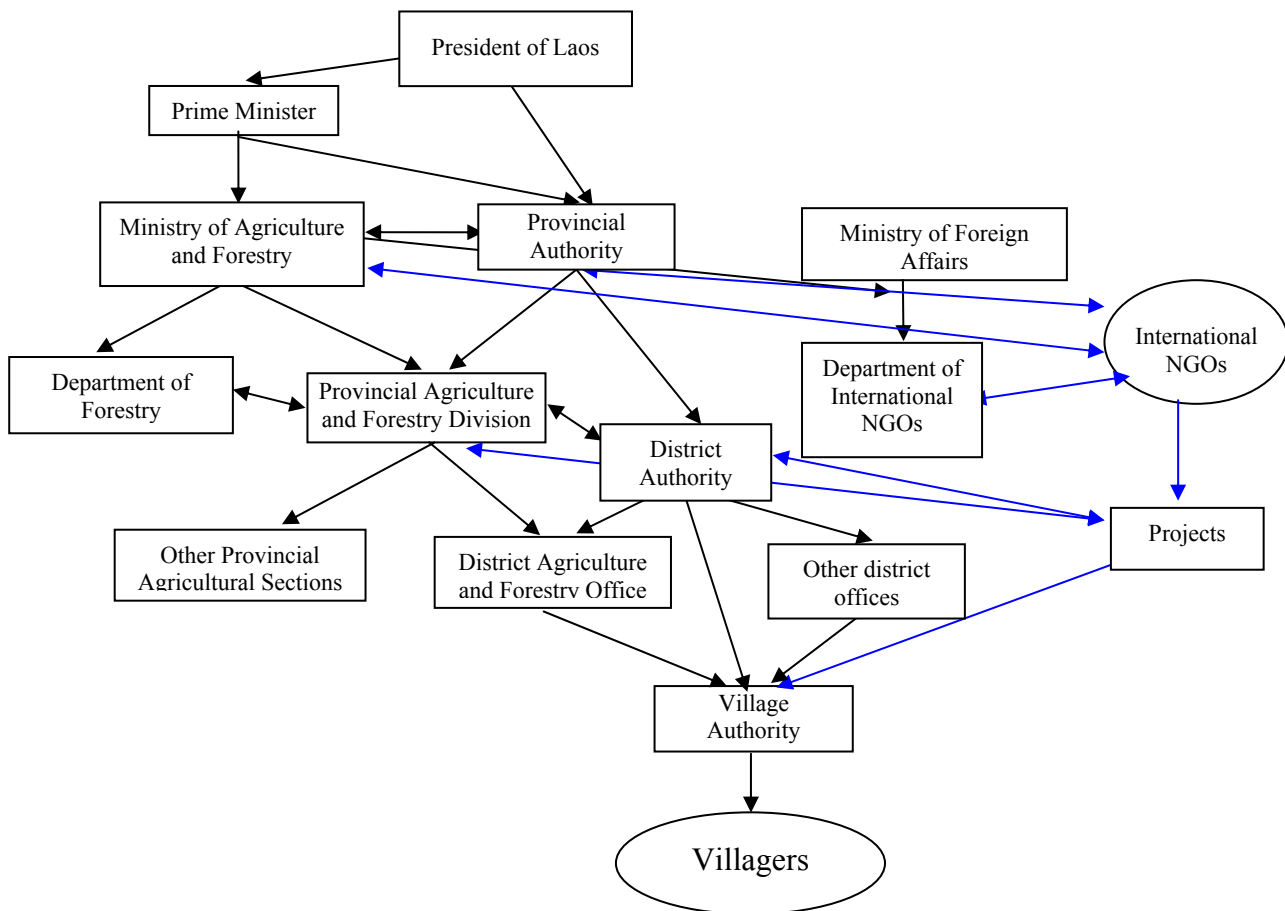 President of Laos
Prime Minister
Ministry of Agriculture
and Forestry
Provincial
Authority
Ministry of Foreign
Affairs
International
NGOs
Department of
Forestry
Provincial Agriculture
and Forestry Division
Department of
International
NGOs
District
Authority
Other Provincial
Agricultural Sections
District Agriculture
and Forestry Office
Other district
offices
Projects
Village
Authority
Villagers